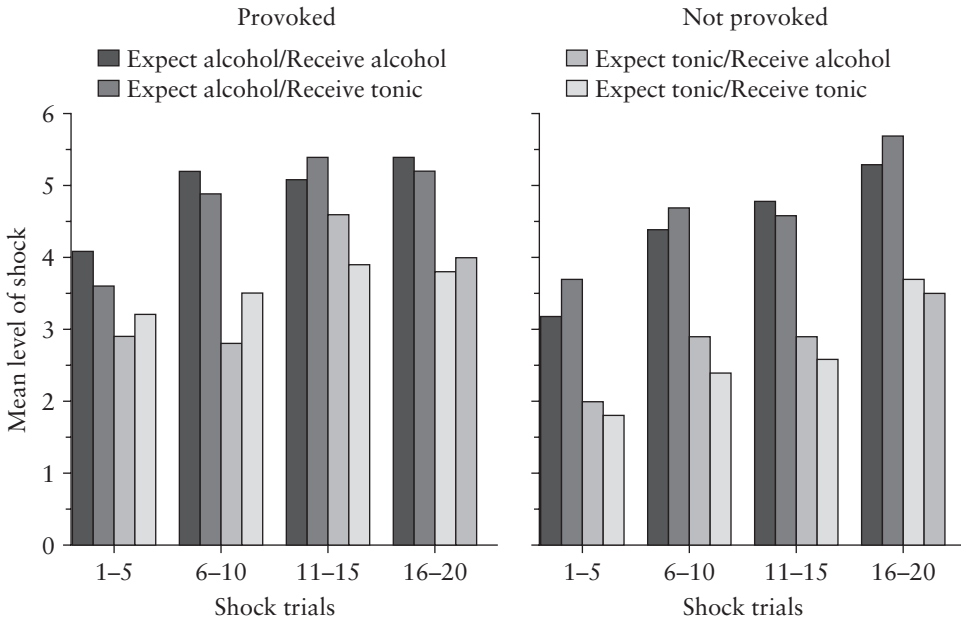 Provoked
Expect alcohol/Receive alcohol
Expect alcohol/Receive tonic
Not provoked
Expect tonic/Receive alcohol
Expect tonic/Receive tonic
Mean level of shock
6
5
4
3
2
1
0
1–5 6–10 11–15 16–20
Shock trials
1–5 6–10 11–15 16–20
Shock trials